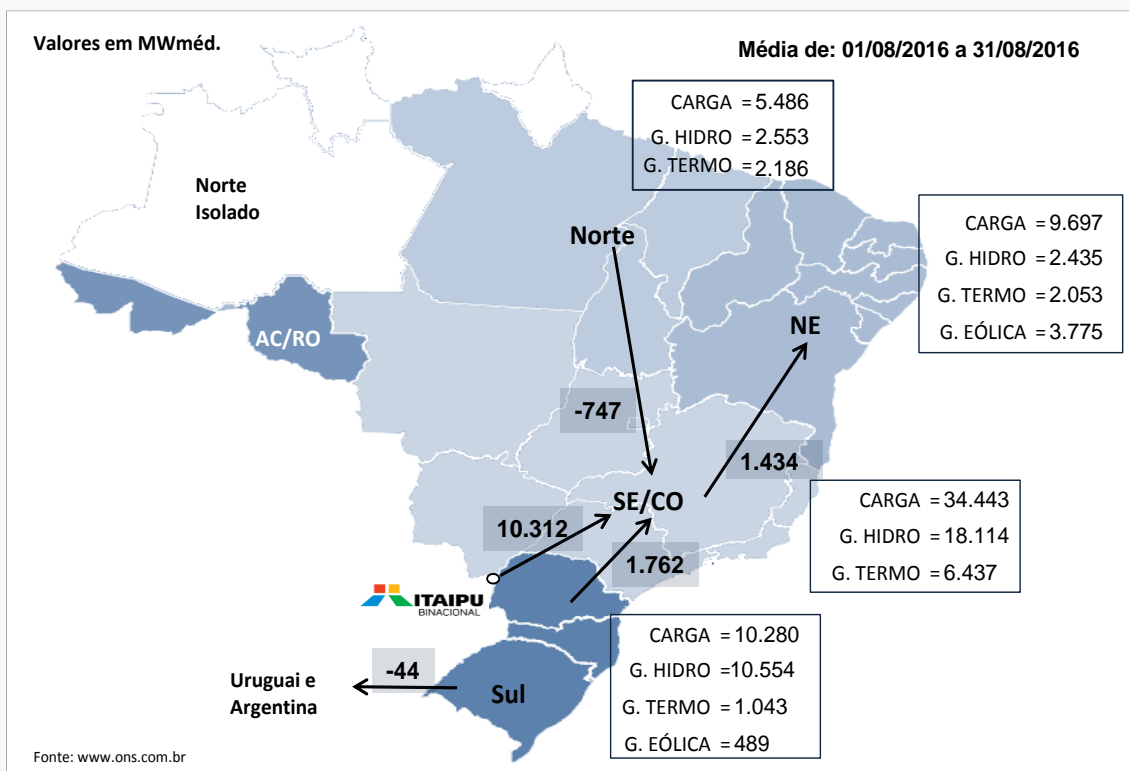 Valores em MWméd.
Média de: 01/08/2016 a 31/08/2016
CARGA = 5.486
G. HIDRO = 2.553
G. TERMO = 2.186
Norte
Isolado
Norte
CARGA = 9.697
G. HIDRO = 2.435
G. TERMO = 2.053
G. EÓLICA = 3.775
AC/RO
NE
-747
1.434
SE/CO
10.312
1.762
CARGA = 34.443
G. HIDRO = 18.114
G. TERMO = 6.437
ITAIPU
BINACIONAL
CARGA = 10.280
G. HIDRO = 10.554
G. TERMO = 1.043
G. EÓLICA = 489
-44
Uruguai e
Argentina
Sul
Fonte: www.ons.com.br